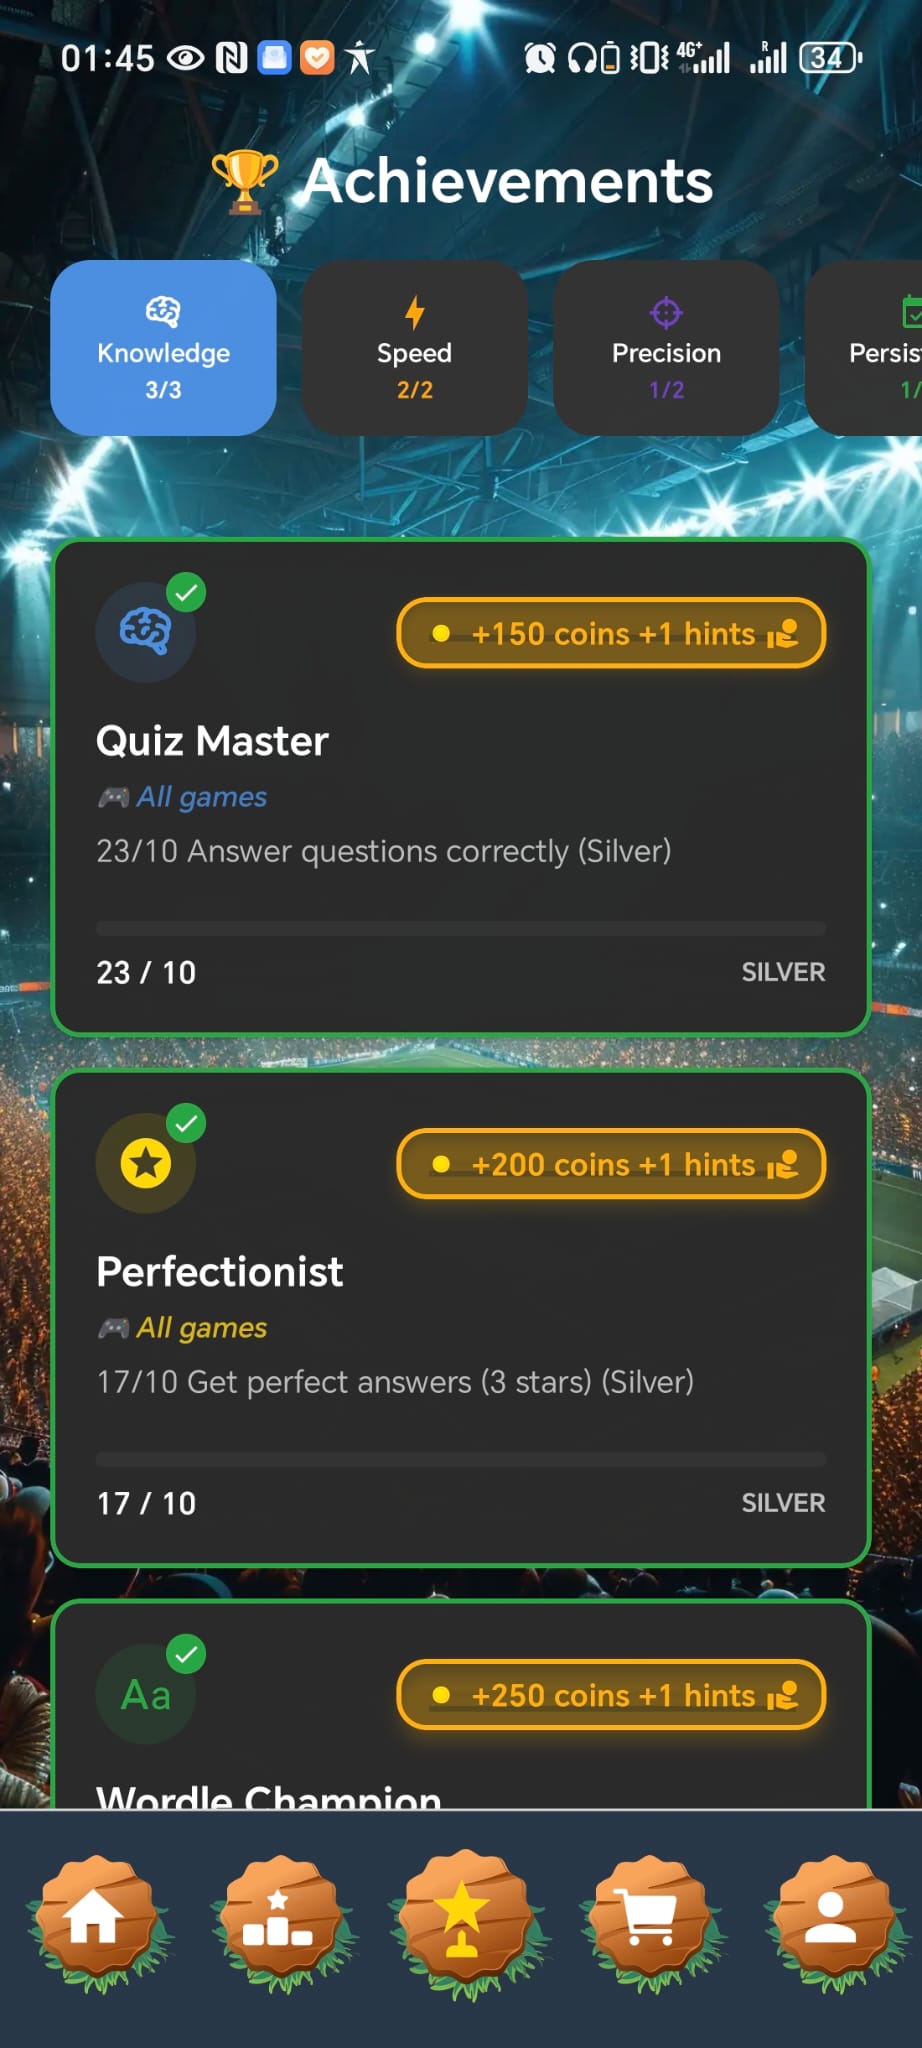 01:45 4G+ R 34
🏆 Achievements
Knowledge
3/3
Speed
2/2
Precision
1/2
Persis
1/
+150 coins +1 hints
Quiz Master
🎮 All games
23/10 Answer questions correctly (Silver)
23 / 10 SILVER
+200 coins +1 hints
Perfectionist
🎮 All games
17/10 Get perfect answers (3 stars) (Silver)
17 / 10 SILVER
Aa
+250 coins +1 hints
Wordle Champion